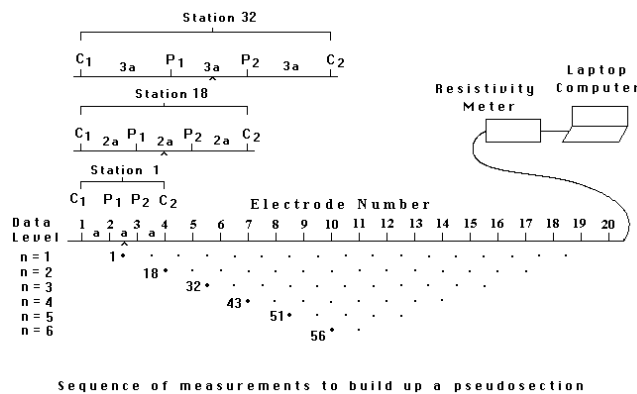 Station 32
C1 3a P1 3a P2 3a C2
Station 18
C1 2a P1 2a P2 2a C2
Station 1
C1 P1 P2 C2
Resistivity Meter
Laptop Computer
Electrode Number
Data Level
1 2 3 4 5 6 7 8 9 10 11 12 13 14 15 16 17 18 19 20
a a a
n = 1 1
n = 2 18
n = 3 32
n = 4 43
n = 5 51
n = 6 56
Sequence of measurements to build up a pseudosection